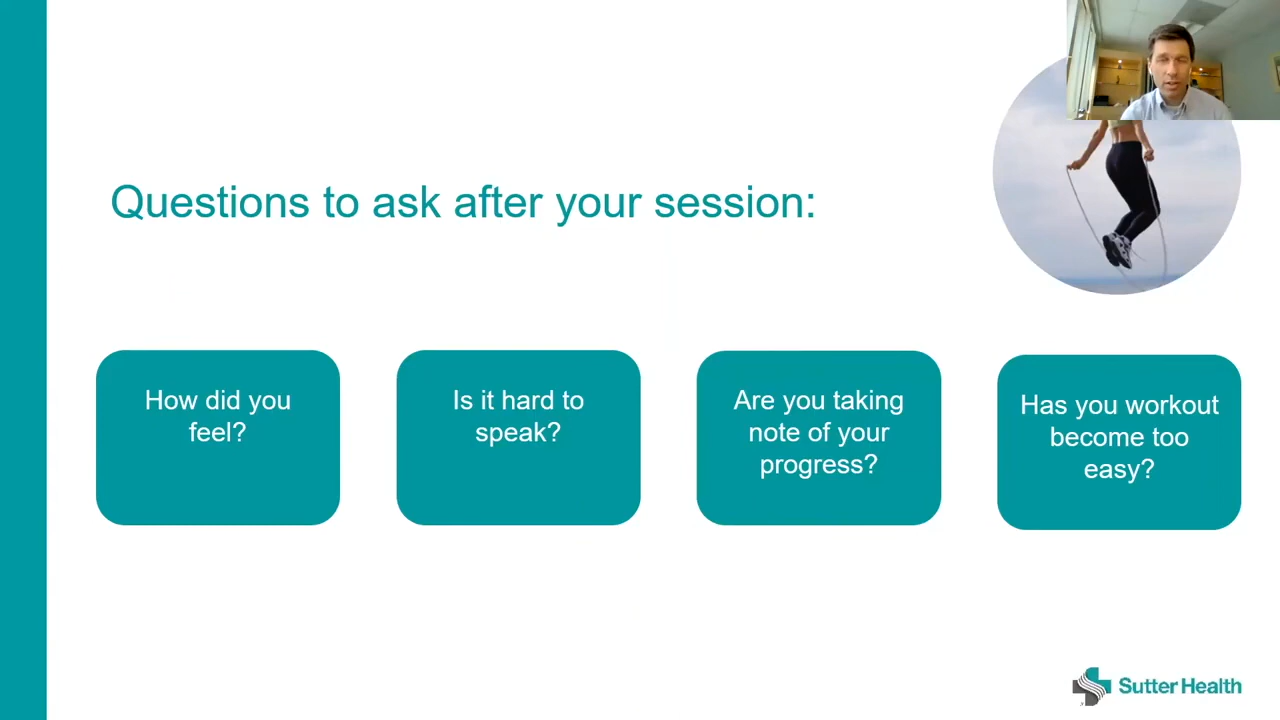 Questions to ask after your session:
How did you
feel?
Is it hard to
speak?
Are you taking
note of your
progress?
Has you workout
become too
easy?
Sutter Health